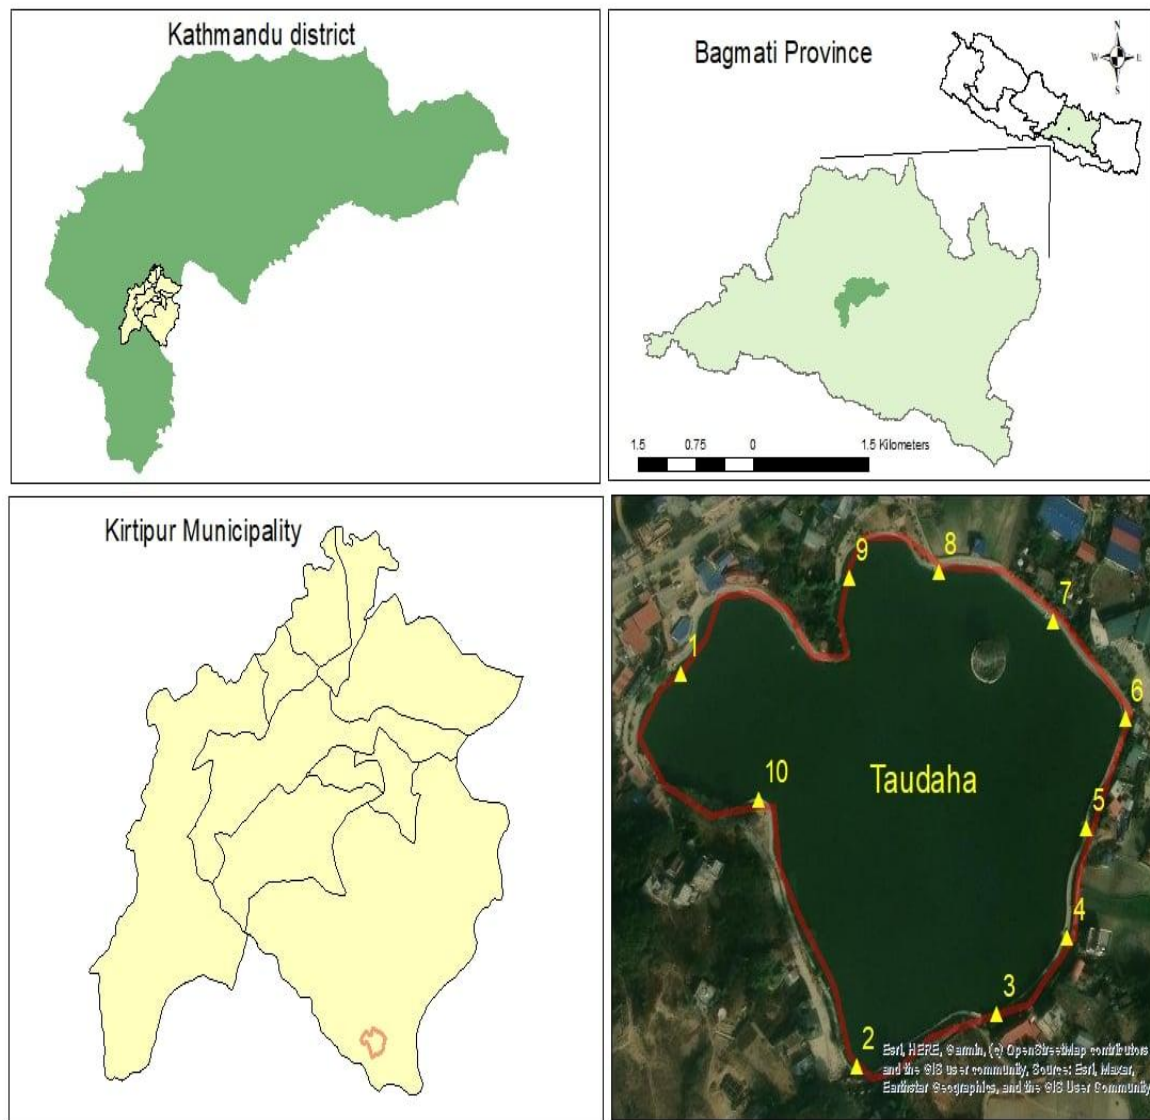 Kathmandu district
Bagmati Province
N
W E
S
1.5 0.75 0 1.5 Kilometers
Kirtipur Municipality
9
8
7
1
6
10
Taudaha
5
4
3
2
Esri, HERE, Garmin, (c) OpenStreetMap contributors
and the GIS user community, Source: Esri, Maxar,
Earthstar Geographics, and the GIS User Community